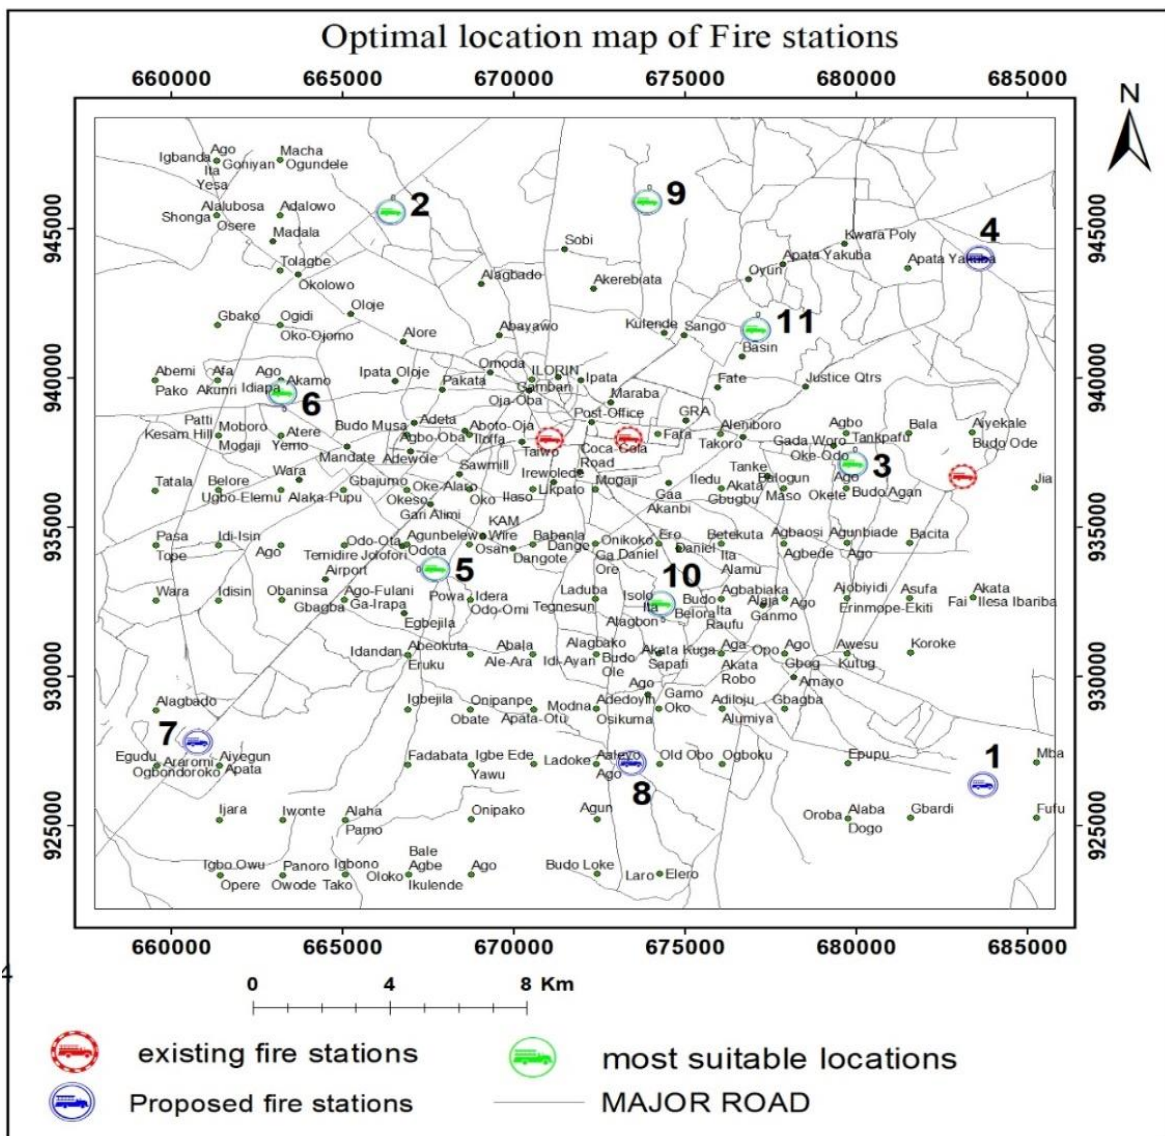 Optimal location map of Fire stations
660000 665000 670000 675000 680000 685000
N
Ago
Igbanda Goniyan
Ita
Yesa
Macha
Ogundele
Alalubosa
Shonga Osere
Adalowo
Madala
2
9
Tolagbe
Okolowo
Sobi
Kwara Poly
4
Apata Yakuba
Apata Yakuba
Oyun
Alagbado
Akerebiata
945000
945000
Gbako
Ogidi
Oko-Ojomo
Oloje
Alore
Abayawo
Kulende Sango
11
Basin
940000
940000
Abemi
Pako
Afa
Akunri
Ago
Idiapa Akamo
6
Ipata Oloje
Omoda
Pakata
ILORIN
Gambari
Oja-Oba
Ipata
Maraba
Fate
Justice Qtrs
Patti
Kesam Hill
Moboro
Mogaji
Atere
Yemo
Budo Musa
Mandate
Adeta
Agbo-Oba
Adewole
Aboto-Oja
Iloffa
Taiwo
Post-Office
Coca-Cola
Road
GRA
Fara
Aleniboro
Takoro
Gada Woro
Oke-Odo
Agbo
Tankpafu
Bala
Aiyekale
Budo Ode
3
Tatala
Belore
Ugbo-Elemu
Wara
Alaka-Pupu
Gbajumo
Okeso
Oke-Alato
Gari Alimi
Sawmill
Oko
Ilaso
Irewolede
Likpato
Mogaji
Gaa
Akanbi
Iledu
Tanke
Akata
Gbugbu
Balogun
Maso
Ago
Okete
Budo Agan
Jia
935000
935000
Pasa
Tope
Idi-Isin
Ago
Odo-Ota
Temidire Jolofori
Agunbelewo
Odota
KAM
Wire
Osan
Babanla
Dange
Dangote
Onikoko
Ga Daniel
Ore
Ero
Daniel
Betekuta
Ita
Alamu
Agbaosi
Agbede
Agunbiade
Ago
Bacita
5
10
Wara
Idisin
Obaninsa
Gbagba
Airport
Ago-Fulani
Ga-Irapa
Egbejila
Powa Idera
Odo-Omi
Laduba
Tegnesun
Isolo
Ita
Alagbon
Budo
Belora
Agbabiaka
Ita
Raufu
Alaja
Ganmo
Ago
Ajobiyidi
Erinmope-Ekiti
Asufa
Akata
Fai Ilesa Ibariba
Idandan
Abeokuta
Eruku
Abala
Ale-Ara
Alagbako
Idi-Ayan
Budo
Ole
Akata Kuga
Sapati
Aga
Akata
Robo
Opo
Ago
Gbog
Amayo
Awesu
Kutug
Koroke
930000
930000
Alagbado
Igbejila
Onipanpe
Obate
Modna
Apata-Otu
Ago
Adedoyin
Osikuma
Gamo
Oko
Adiloju
Alumiya
Gbagba
7
Egudu
Araromi
Ogbondoroko
Aiyegun
Apata
Fadabata
Igbe Ede
Yawu
Ladoke
Aaleyo
Ago
8
Old Obo
Ogboku
Epupu
1
Mba
925000
925000
Ijara
Iwonte
Alaha
Pamo
Onipako
Agun
Oroba
Alaba
Dogo
Gbardi
Fufu
Igbo Owu
Opere
Panoro
Owode
Igbono
Tako
Bale
Agbe
Oloko
Ikulende
Ago
Budo Loke
Laro Elero
660000 665000 670000 675000 680000 685000
0 4 8 Km
existing fire stations
most suitable locations
Proposed fire stations
MAJOR ROAD